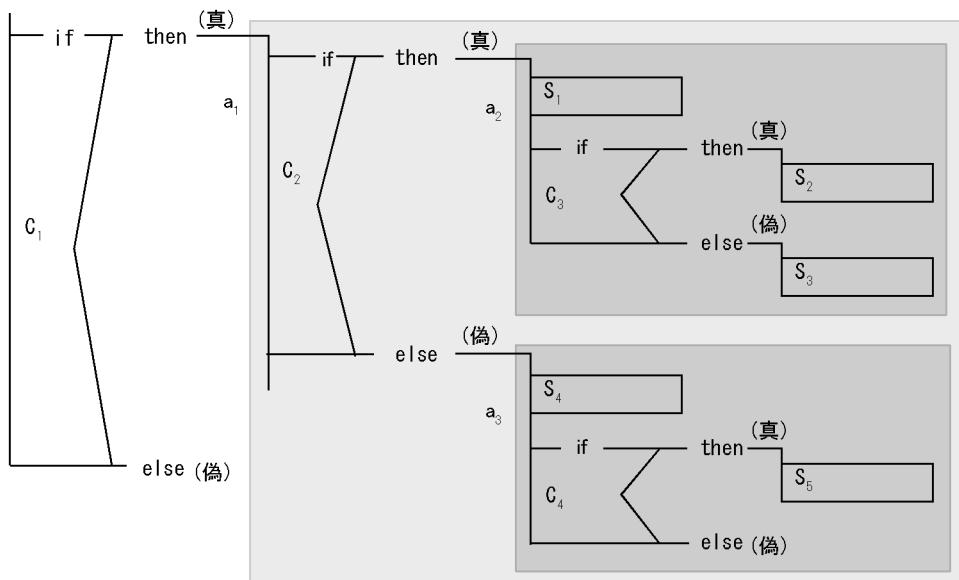 if then (真)
if then (真)
a₁
a₂
S₁
if then (真)
C₂
C₃
S₂
C₁
else (偽)
S₃
else (偽)
S₄
a₃
if then (真)
else (偽)
C₄
S₅
else (偽)